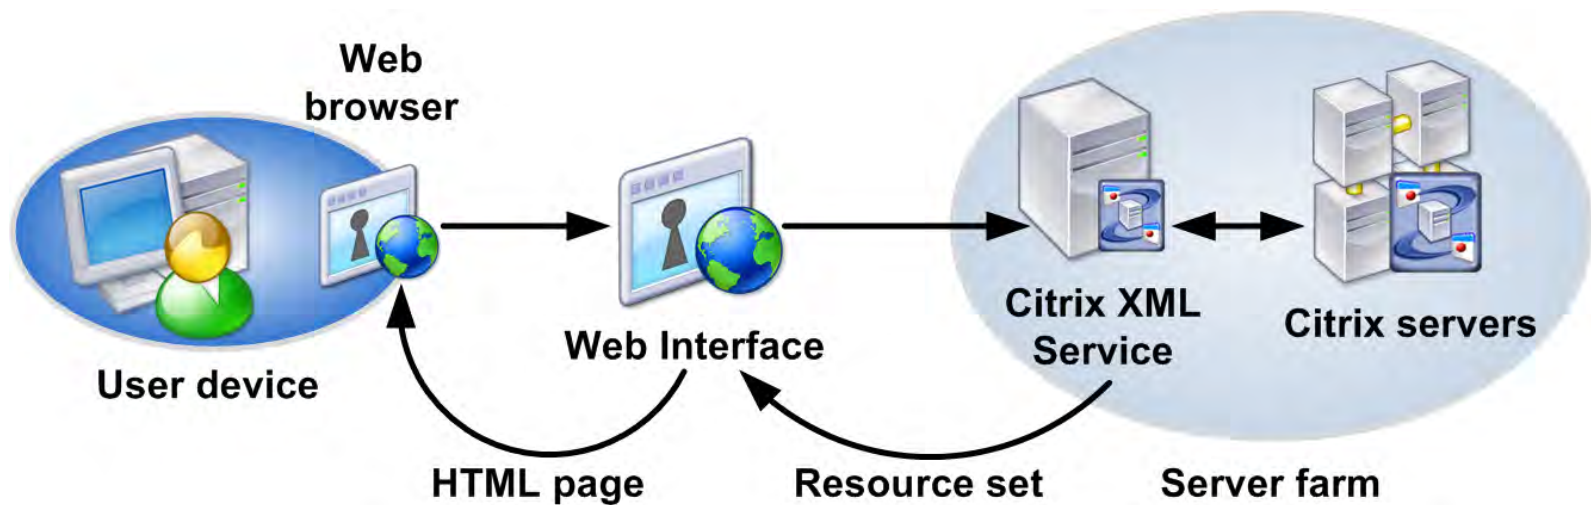 Web
browser
User device
Web Interface
Citrix XML
Service
Citrix servers
HTML page
Resource set
Server farm